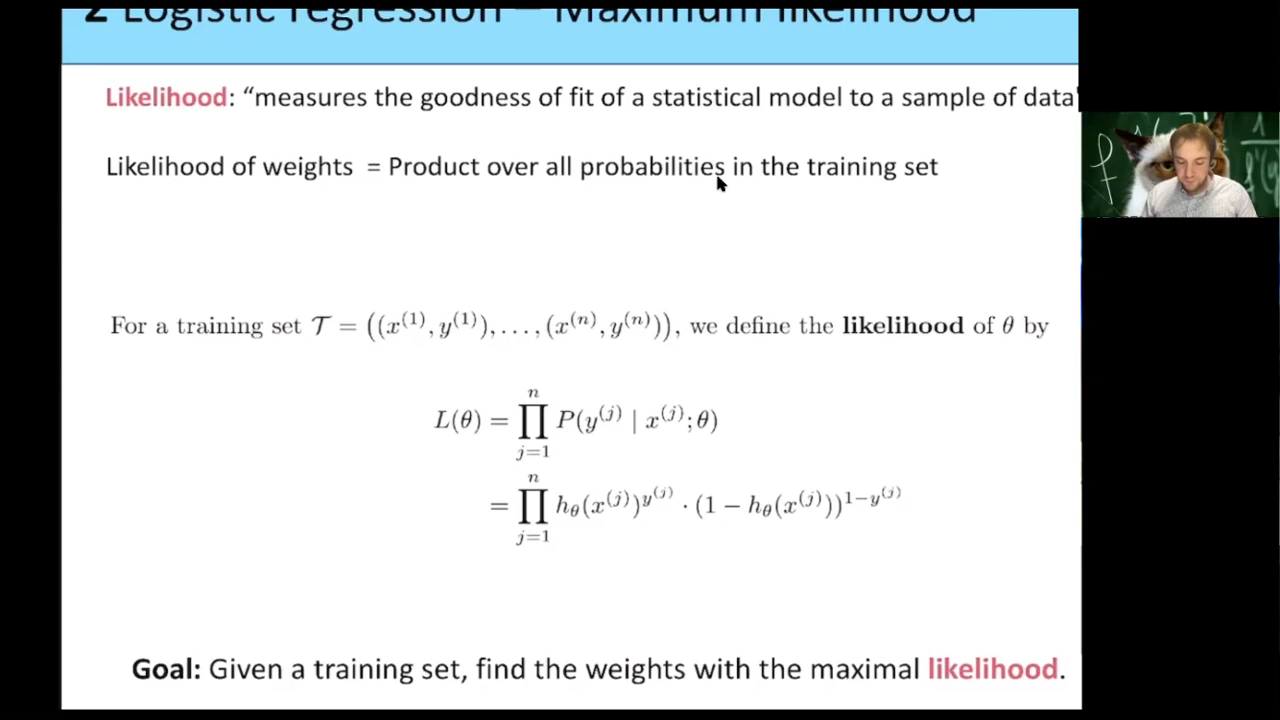 2 Logistic regression – Maximum likelihood
Likelihood: “measures the goodness of fit of a statistical model to a sample of data"
Likelihood of weights = Product over all probabilities in the training set
For a training set 𝒯 = ((x⁽¹⁾, y⁽¹⁾), …, (x⁽ⁿ⁾, y⁽ⁿ⁾)), we define the likelihood of θ by
L(θ) = ∏_{j=1}^{n} P(y^{(j)} | x^{(j)}; θ)
= ∏_{j=1}^{n} h_θ(x^{(j)})^{y^{(j)}} · (1 − h_θ(x^{(j)}))^{1−y^{(j)}}
Goal: Given a training set, find the weights with the maximal likelihood.